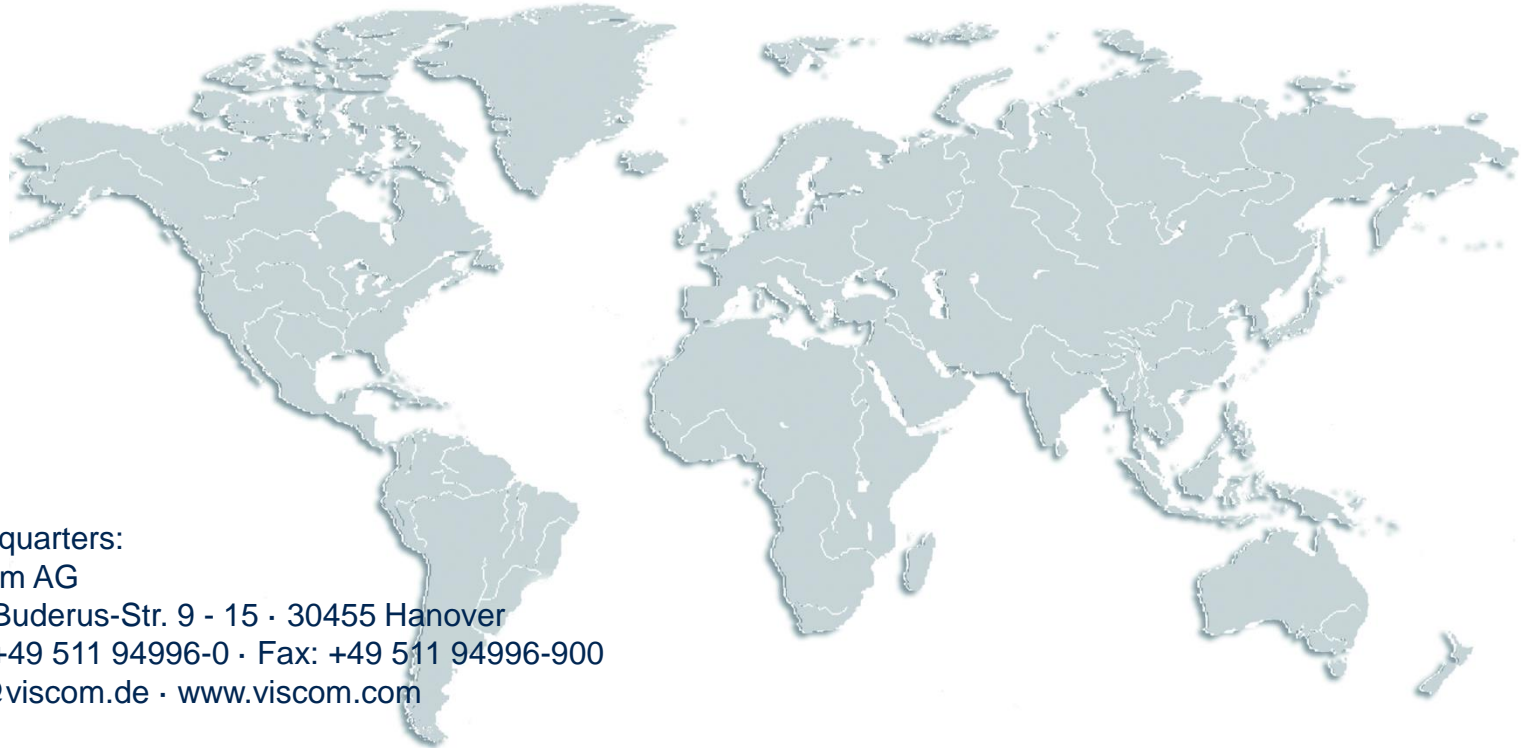 quarters:
m AG
Buderus-Str. 9 - 15 · 30455 Hanover
+49 511 94996-0 · Fax: +49 511 94996-900
@viscom.de · www.viscom.com